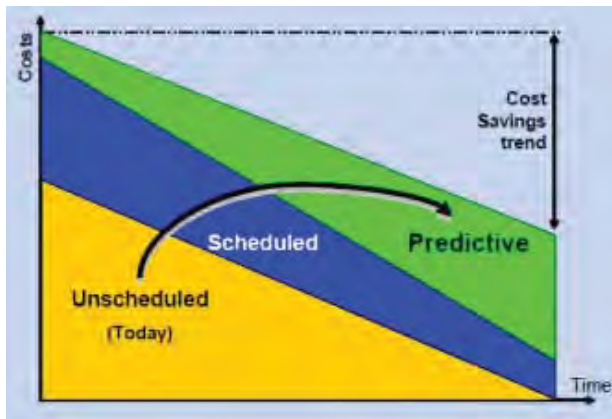 Costs
Cost
Savings
trend
Scheduled
Predictive
Unscheduled
(Today)
Time